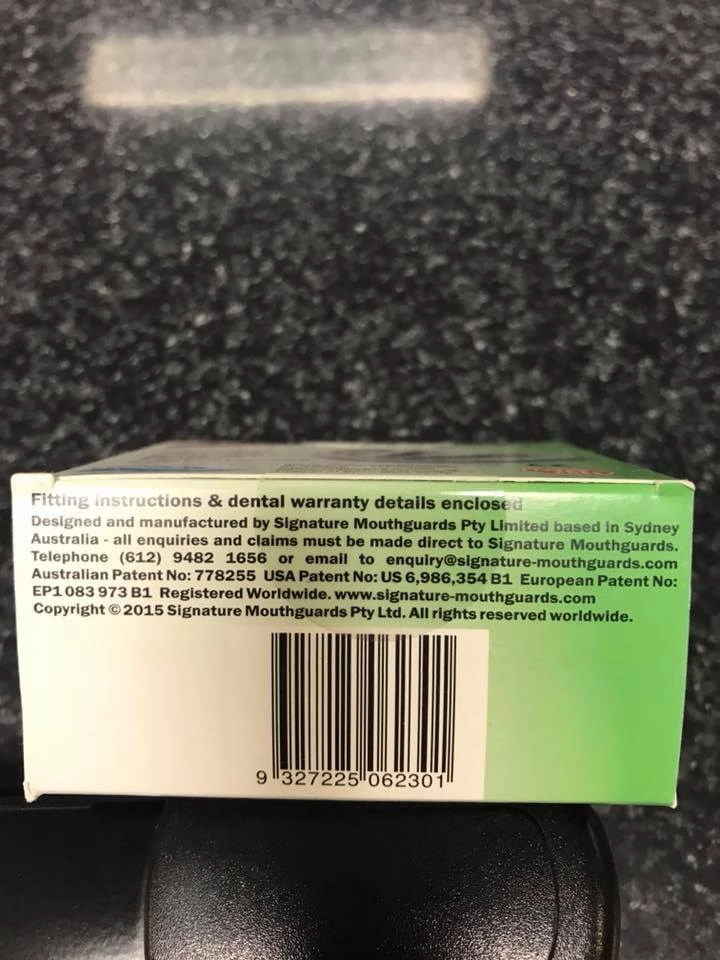 Fitting instructions & dental warranty details enclosed
Designed and manufactured by Signature Mouthguards Pty Limited based in Sydney
Australia - all enquiries and claims must be made direct to Signature Mouthguards.
Telephone (612) 9482 1656 or email to enquiry@signature-mouthguards.com
Australian Patent No: 778255 USA Patent No: US 6,986,354 B1 European Patent No:
EP1 083 973 B1 Registered Worldwide. www.signature-mouthguards.com
Copyright © 2015 Signature Mouthguards Pty Ltd. All rights reserved worldwide.
9 327225 062301